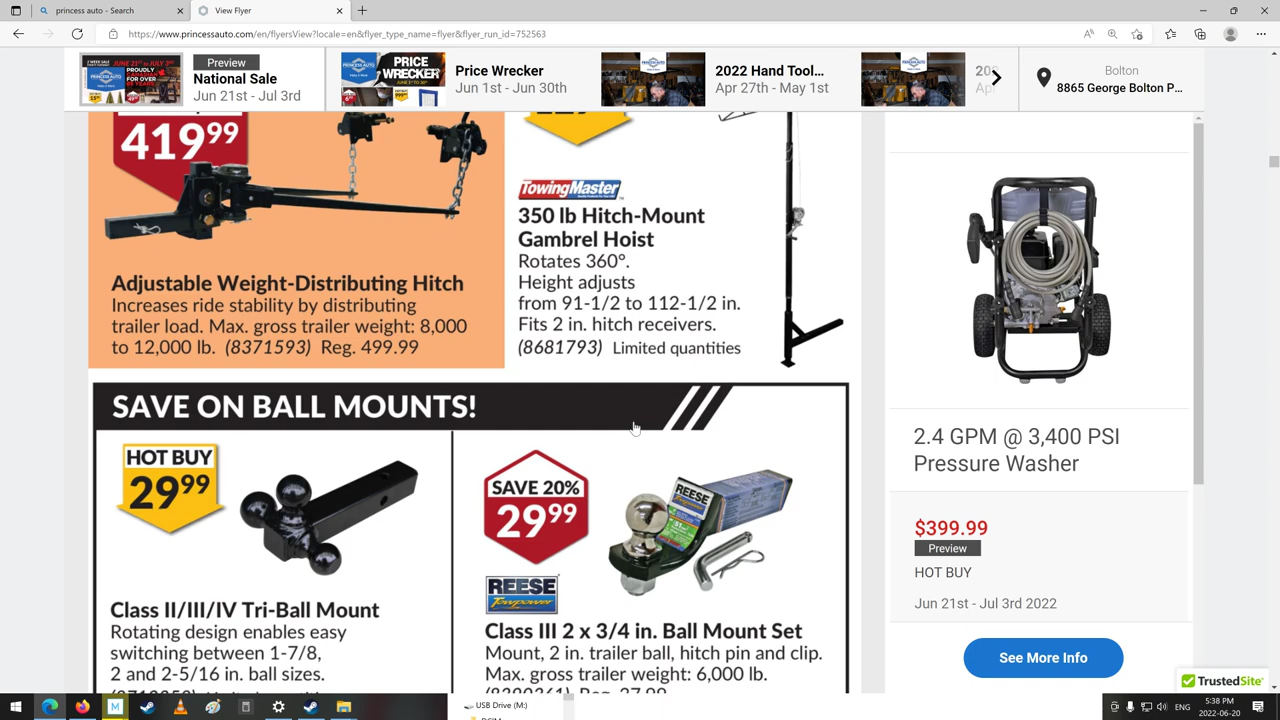 princess auto - Search
View Flyer
https://www.princessauto.com/en/flyersView?locale=en&flyer_type_name=flyer&flyer_run_id=752563
Preview
National Sale
Jun 21st - Jul 3rd
PRICE
WRECKER
Price Wrecker
Jun 1st - Jun 30th
2022 Hand Tool...
Apr 27th - May 1st
Bolton
8865 George Bolton P...
419 99
Adjustable Weight-Distributing Hitch
Increases ride stability by distributing
trailer load. Max. gross trailer weight: 8,000
to 12,000 lb. (8371593) Reg. 499.99
TowingMaster
350 lb Hitch-Mount
Gambrel Hoist
Rotates 360°.
Height adjusts
from 91-1/2 to 112-1/2 in.
Fits 2 in. hitch receivers.
(8681793) Limited quantities
SAVE ON BALL MOUNTS!
HOT BUY
29 99
Class II/III/IV Tri-Ball Mount
Rotating design enables easy
switching between 1-7/8,
2 and 2-5/16 in. ball sizes.
SAVE 20%
29 99
REESE
REESE
Towpower
Class III 2 x 3/4 in. Ball Mount Set
Mount, 2 in. trailer ball, hitch pin and clip.
Max. gross trailer weight: 6,000 lb.
2.4 GPM @ 3,400 PSI
Pressure Washer
$399.99
Preview
HOT BUY
Jun 21st - Jul 3rd 2022
See More Info
TrustedSite
USB Drive (M:)
ENG
5:38 PM
2022-06-20